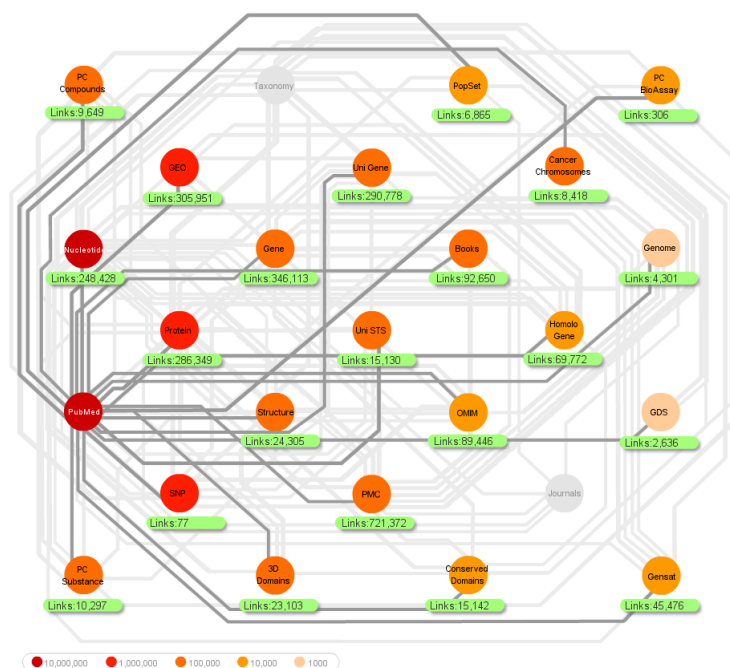 PC
Compounds
Links:9,649
Taxonomy
PopSet
Links:6,865
PC
BioAssay
Links:306
GEO
Links:305,951
Uni Gene
Links:290,778
Cancer
Chromosomes
Links:8,418
Nucleotide
Links:248,428
Gene
Links:346,113
Books
Links:92,650
Genome
Links:4,301
Protein
Links:286,349
Uni STS
Links:15,130
Homolo
Gene
Links:69,772
PubMed
Structure
Links:24,305
OMIM
Links:89,446
GDS
Links:2,636
SNP
Links:77
PMC
Links:721,372
Journals
PC
Substance
Links:10,297
3D
Domains
Links:23,103
Conserved
Domains
Links:15,142
Gensat
Links:45,476
10,000,000 1,000,000 100,000 10,000 1000